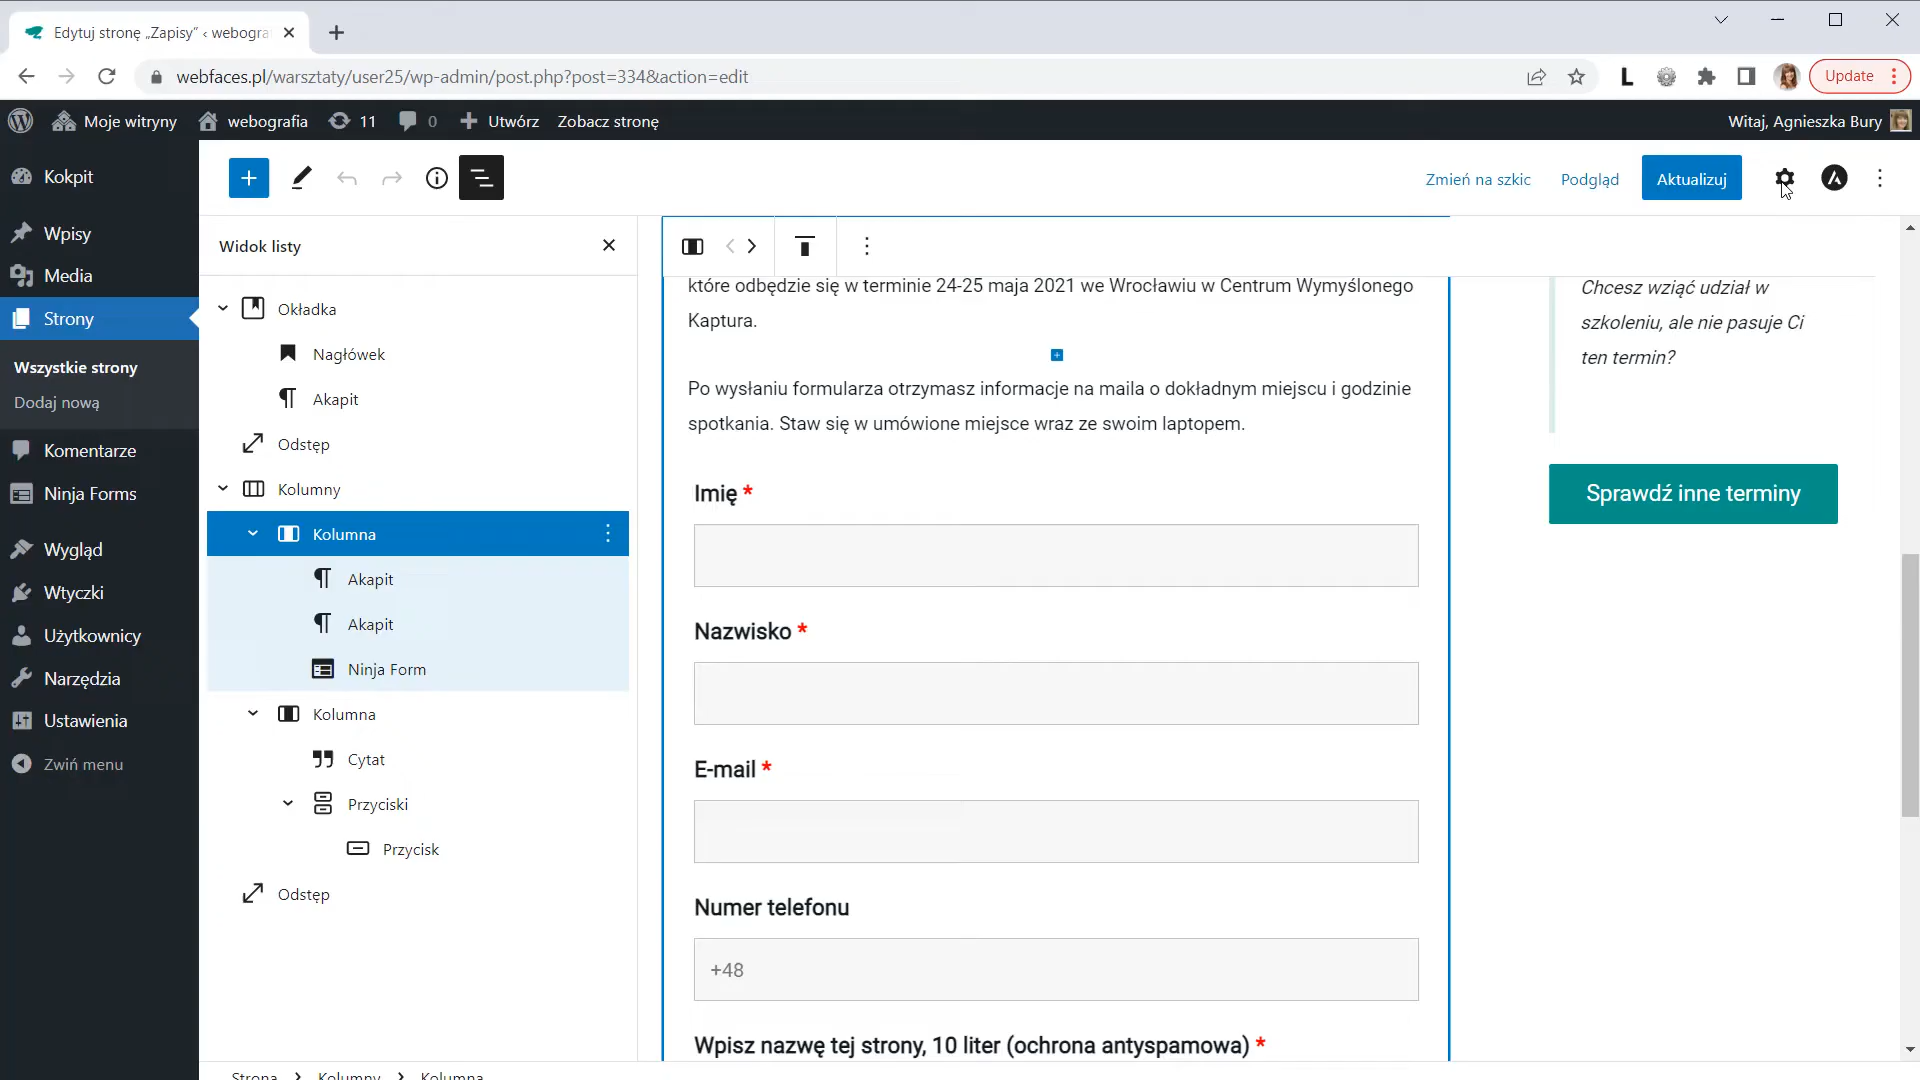 Edytuj stronę „Zapisy" ‹ webogra
webfaces.pl/warsztaty/user25/wp-admin/post.php?post=334&action=edit
L
Update
Moje witryny
webografia
11
0
Utwórz
Zobacz stronę
Witaj, Agnieszka Bury
Kokpit
Wpisy
Media
Strony
Wszystkie strony
Dodaj nową
Komentarze
Ninja Forms
Wygląd
Wtyczki
Użytkownicy
Narzędzia
Ustawienia
Zwiń menu
Zmień na szkic
Podgląd
Aktualizuj
Widok listy
Okładka
Nagłówek
Akapit
Odstęp
Kolumny
Kolumna
Akapit
Akapit
Ninja Form
Kolumna
Cytat
Przyciski
Przycisk
Odstęp
które odbędzie się w terminie 24-25 maja 2021 we Wrocławiu w Centrum Wymyślonego
Kaptura.
Po wysłaniu formularza otrzymasz informacje na maila o dokładnym miejscu i godzinie
spotkania. Staw się w umówione miejsce wraz ze swoim laptopem.
Imię *
Nazwisko *
E-mail *
Numer telefonu
+48
Wpisz nazwę tej strony, 10 liter (ochrona antyspamowa) *
Chcesz wziąć udział w
szkoleniu, ale nie pasuje Ci
ten termin?
Sprawdź inne terminy
Strona > Kolumny > Kolumna